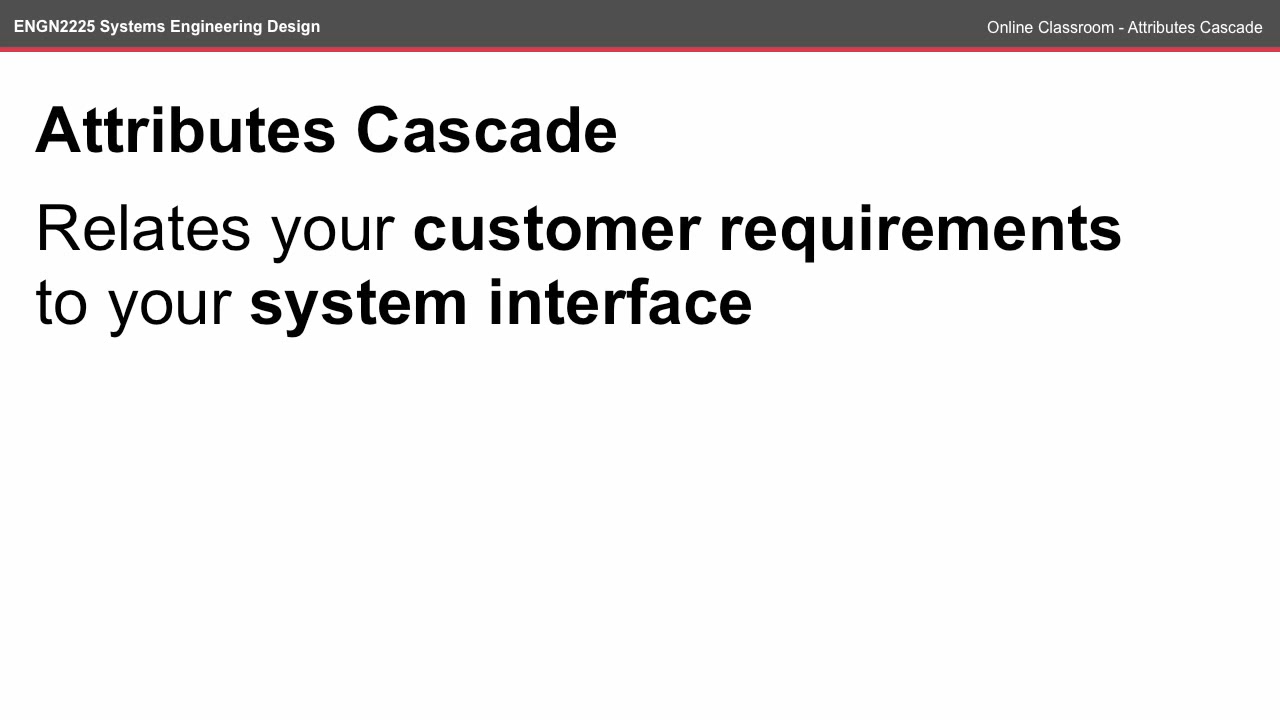 ENGN2225 Systems Engineering Design
Online Classroom - Attributes Cascade
Attributes Cascade
Relates your customer requirements
to your system interface